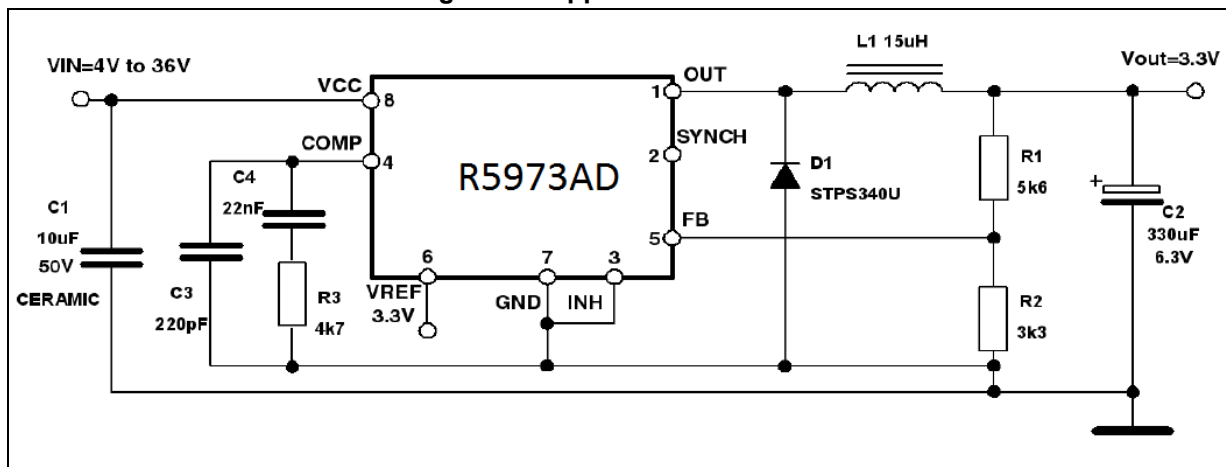 L1 15uH
VIN=4V to 36V
Vout=3.3V
VCC
8
OUT
1
COMP
4
SYNCH
2
R5973AD
D1
STPS340U
R1
5k6
C4
22nF
C1
10uF
50V
CERAMIC
FB
5
+
C2
330uF
6.3V
C3
220pF
R3
4k7
6
VREF
3.3V
7
GND
3
INH
R2
3k3